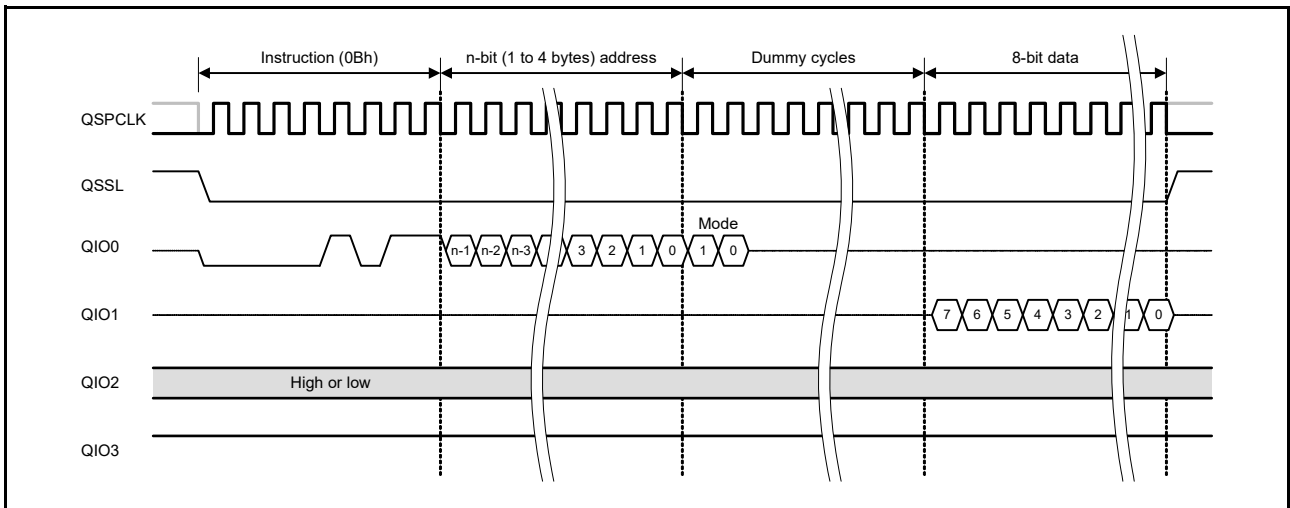 Instruction (0Bh) n-bit (1 to 4 bytes) address Dummy cycles 8-bit data
QSPCLK
QSSL
Mode
QIO0 n-1 n-2 n-3 3 2 1 0 1 0
QIO1 7 6 5 4 3 2 1 0
QIO2 High or low
QIO3